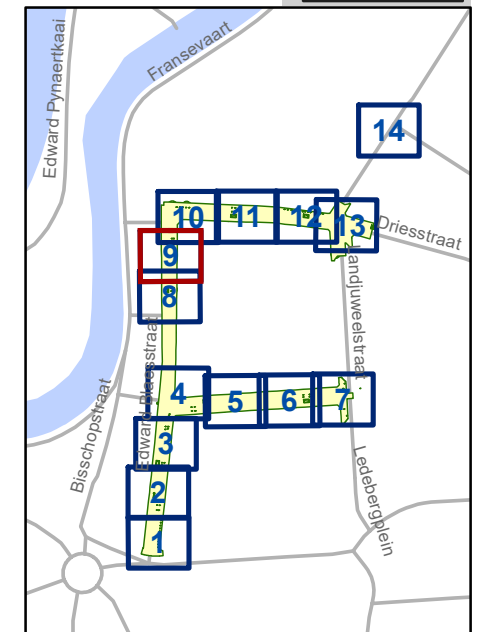 Edward Pynaertkaai
Fransevaart
14
10
11
12
13
Driesstraat
9
8
Landjuweelstraat
Edward Blaesstraat
Bisschopstraat
4
5
6
7
3
Ledebergplein
2
1